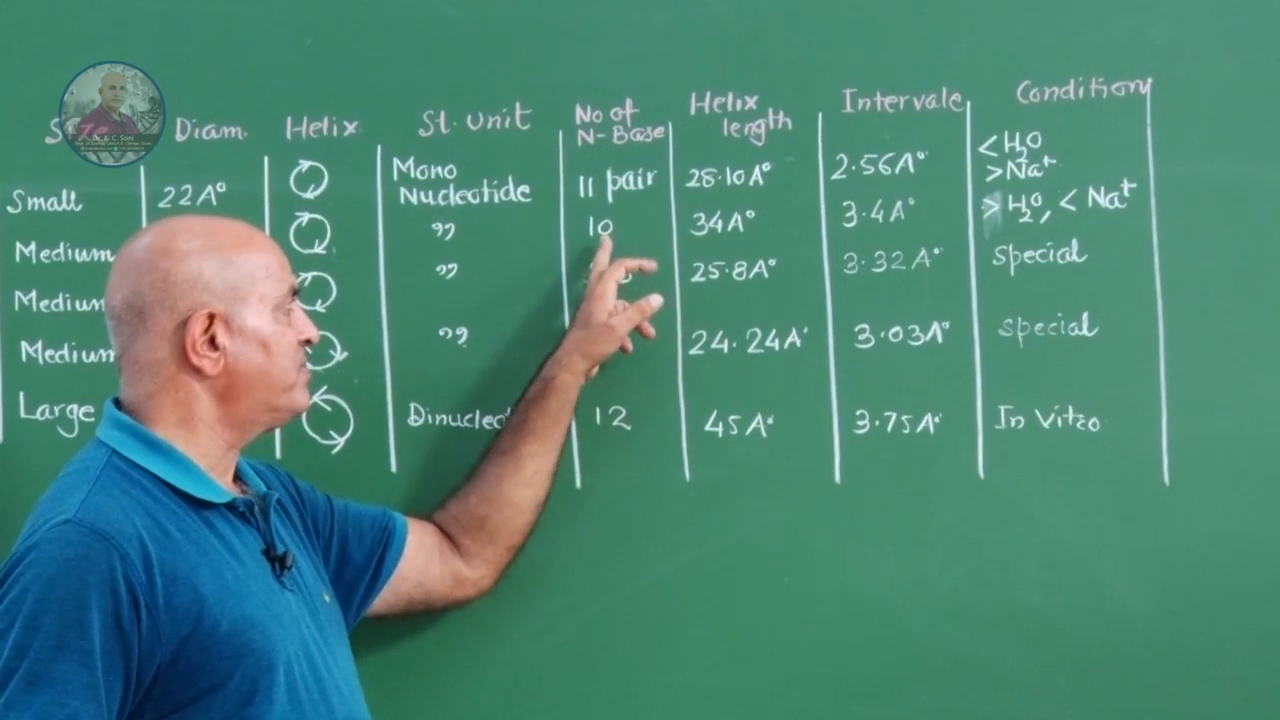 Diam.
Helix
St. Unit
No of
N-Base
Helix
length
Intervale
Condition
Small
22A°
Mono
Nucleotide
11 pair
28.10A°
2.56A°
<H₂O
>Na⁺
Medium
"
10
34A°
3.4A°
> H₂O, < Na⁺
Medium
"
25.8A°
3.32A°
special
Medium
"
24.24A°
3.03A°
special
Large
12
45A°
3.75A°
In Vitro
Dr. G. C. Soni